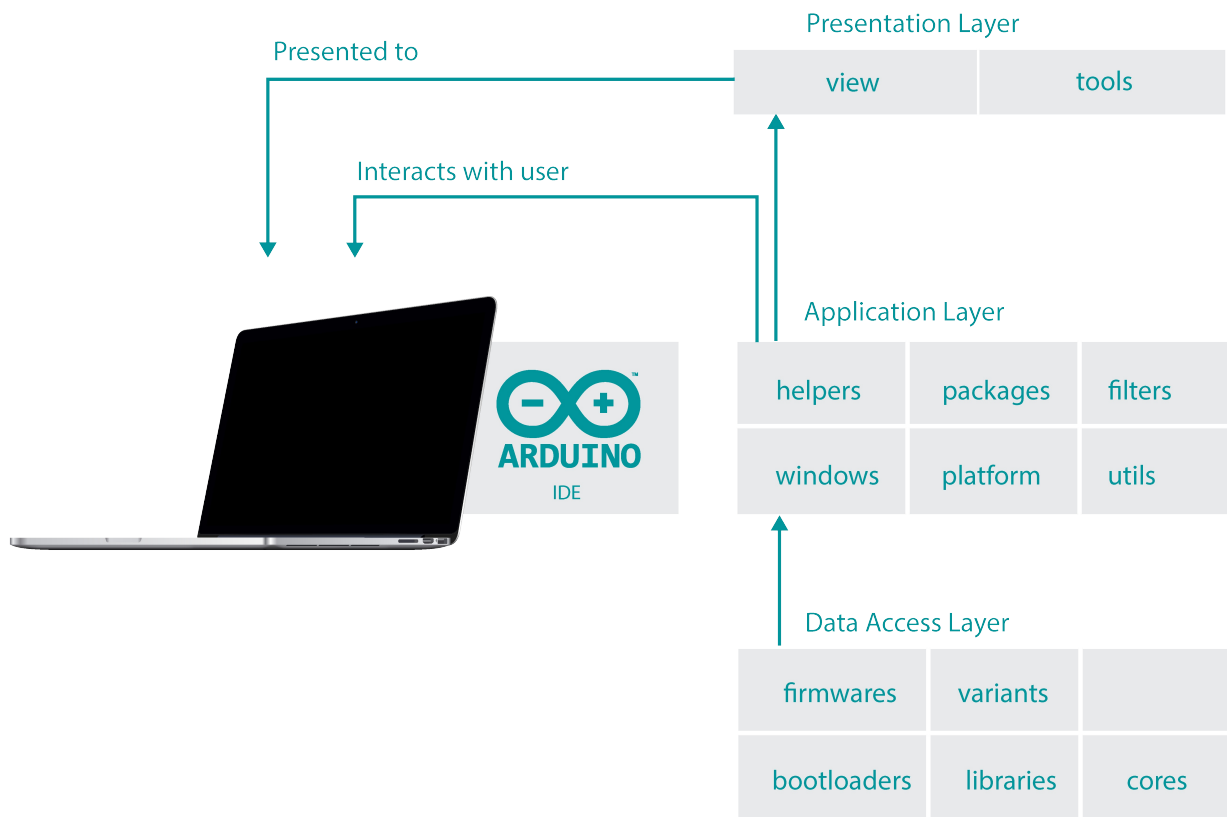 Presentation Layer
Presented to
view
tools
Interacts with user
Application Layer
helpers
packages
filters
ARDUINO
™
IDE
windows
platform
utils
Data Access Layer
firmwares
variants
bootloaders
libraries
cores